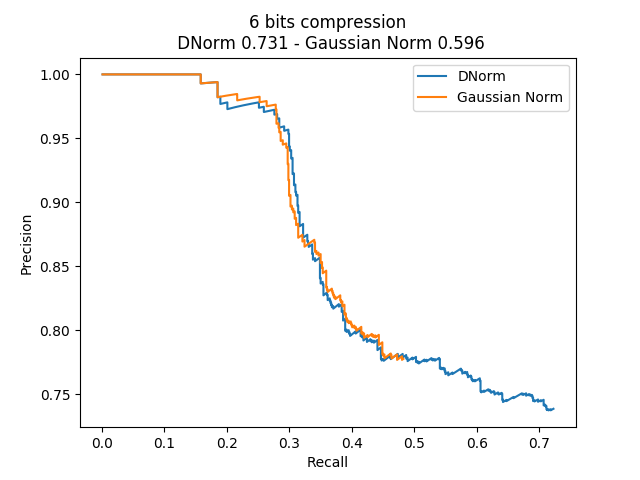 6 bits compression
DNorm 0.731 - Gaussian Norm 0.596
DNorm
Gaussian Norm
Precision
1.00
0.95
0.90
0.85
0.80
0.75
0.0 0.1 0.2 0.3 0.4 0.5 0.6 0.7
Recall